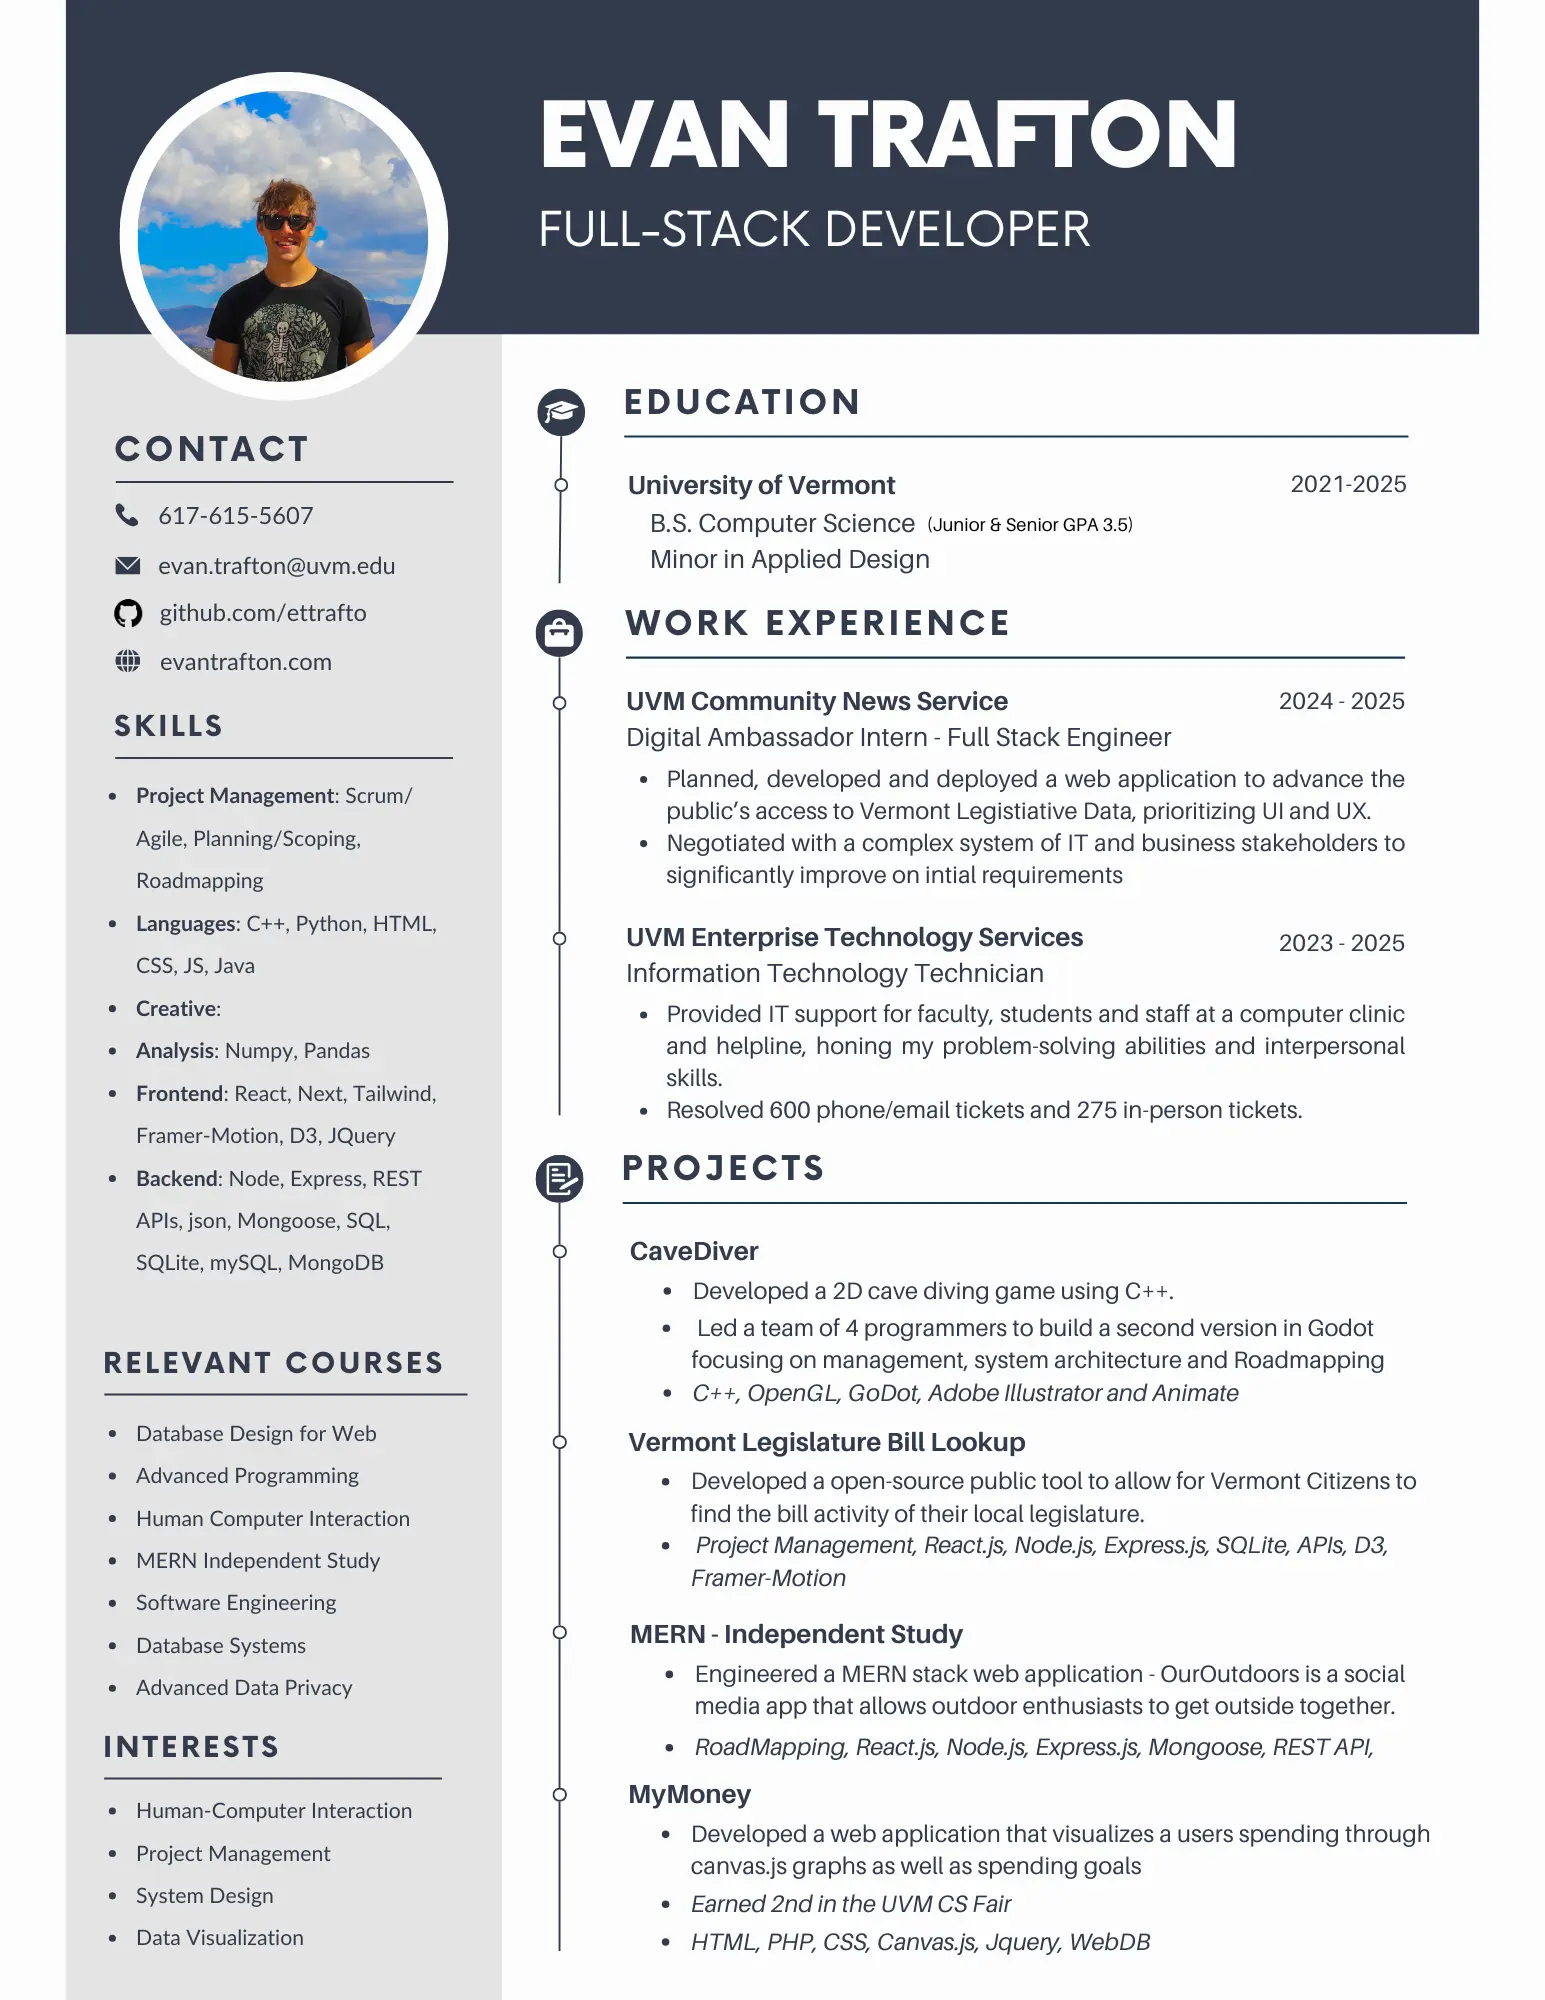 EVAN TRAFTON
FULL-STACK DEVELOPER
CONTACT
617-615-5607
evan.trafton@uvm.edu
github.com/ettrafto
evantrafton.com
SKILLS
• Project Management: Scrum/
Agile, Planning/Scoping,
Roadmapping
• Languages: C++, Python, HTML,
CSS, JS, Java
• Creative:
• Analysis: Numpy, Pandas
• Frontend: React, Next, Tailwind,
Framer-Motion, D3, JQuery
• Backend: Node, Express, REST
APIs, json, Mongoose, SQL,
SQLite, mySQL, MongoDB
RELEVANT COURSES
• Database Design for Web
• Advanced Programming
• Human Computer Interaction
• MERN Independent Study
• Software Engineering
• Database Systems
• Advanced Data Privacy
INTERESTS
• Human-Computer Interaction
• Project Management
• System Design
• Data Visualization
EDUCATION
University of Vermont 2021-2025
B.S. Computer Science (Junior & Senior GPA 3.5)
Minor in Applied Design
WORK EXPERIENCE
UVM Community News Service 2024 - 2025
Digital Ambassador Intern - Full Stack Engineer
• Planned, developed and deployed a web application to advance the
public’s access to Vermont Legistiative Data, prioritizing UI and UX.
• Negotiated with a complex system of IT and business stakeholders to
significantly improve on intial requirements
UVM Enterprise Technology Services 2023 - 2025
Information Technology Technician
• Provided IT support for faculty, students and staff at a computer clinic
and helpline, honing my problem-solving abilities and interpersonal
skills.
• Resolved 600 phone/email tickets and 275 in-person tickets.
PROJECTS
CaveDiver
• Developed a 2D cave diving game using C++.
• Led a team of 4 programmers to build a second version in Godot
focusing on management, system architecture and Roadmapping
• C++, OpenGL, GoDot, Adobe Illustrator and Animate
Vermont Legislature Bill Lookup
• Developed a open-source public tool to allow for Vermont Citizens to
find the bill activity of their local legislature.
• Project Management, React.js, Node.js, Express.js, SQLite, APIs, D3,
Framer-Motion
MERN - Independent Study
• Engineered a MERN stack web application - OurOutdoors is a social
media app that allows outdoor enthusiasts to get outside together.
• RoadMapping, React.js, Node.js, Express.js, Mongoose, REST API,
MyMoney
• Developed a web application that visualizes a users spending through
canvas.js graphs as well as spending goals
• Earned 2nd in the UVM CS Fair
• HTML, PHP, CSS, Canvas.js, Jquery, WebDB